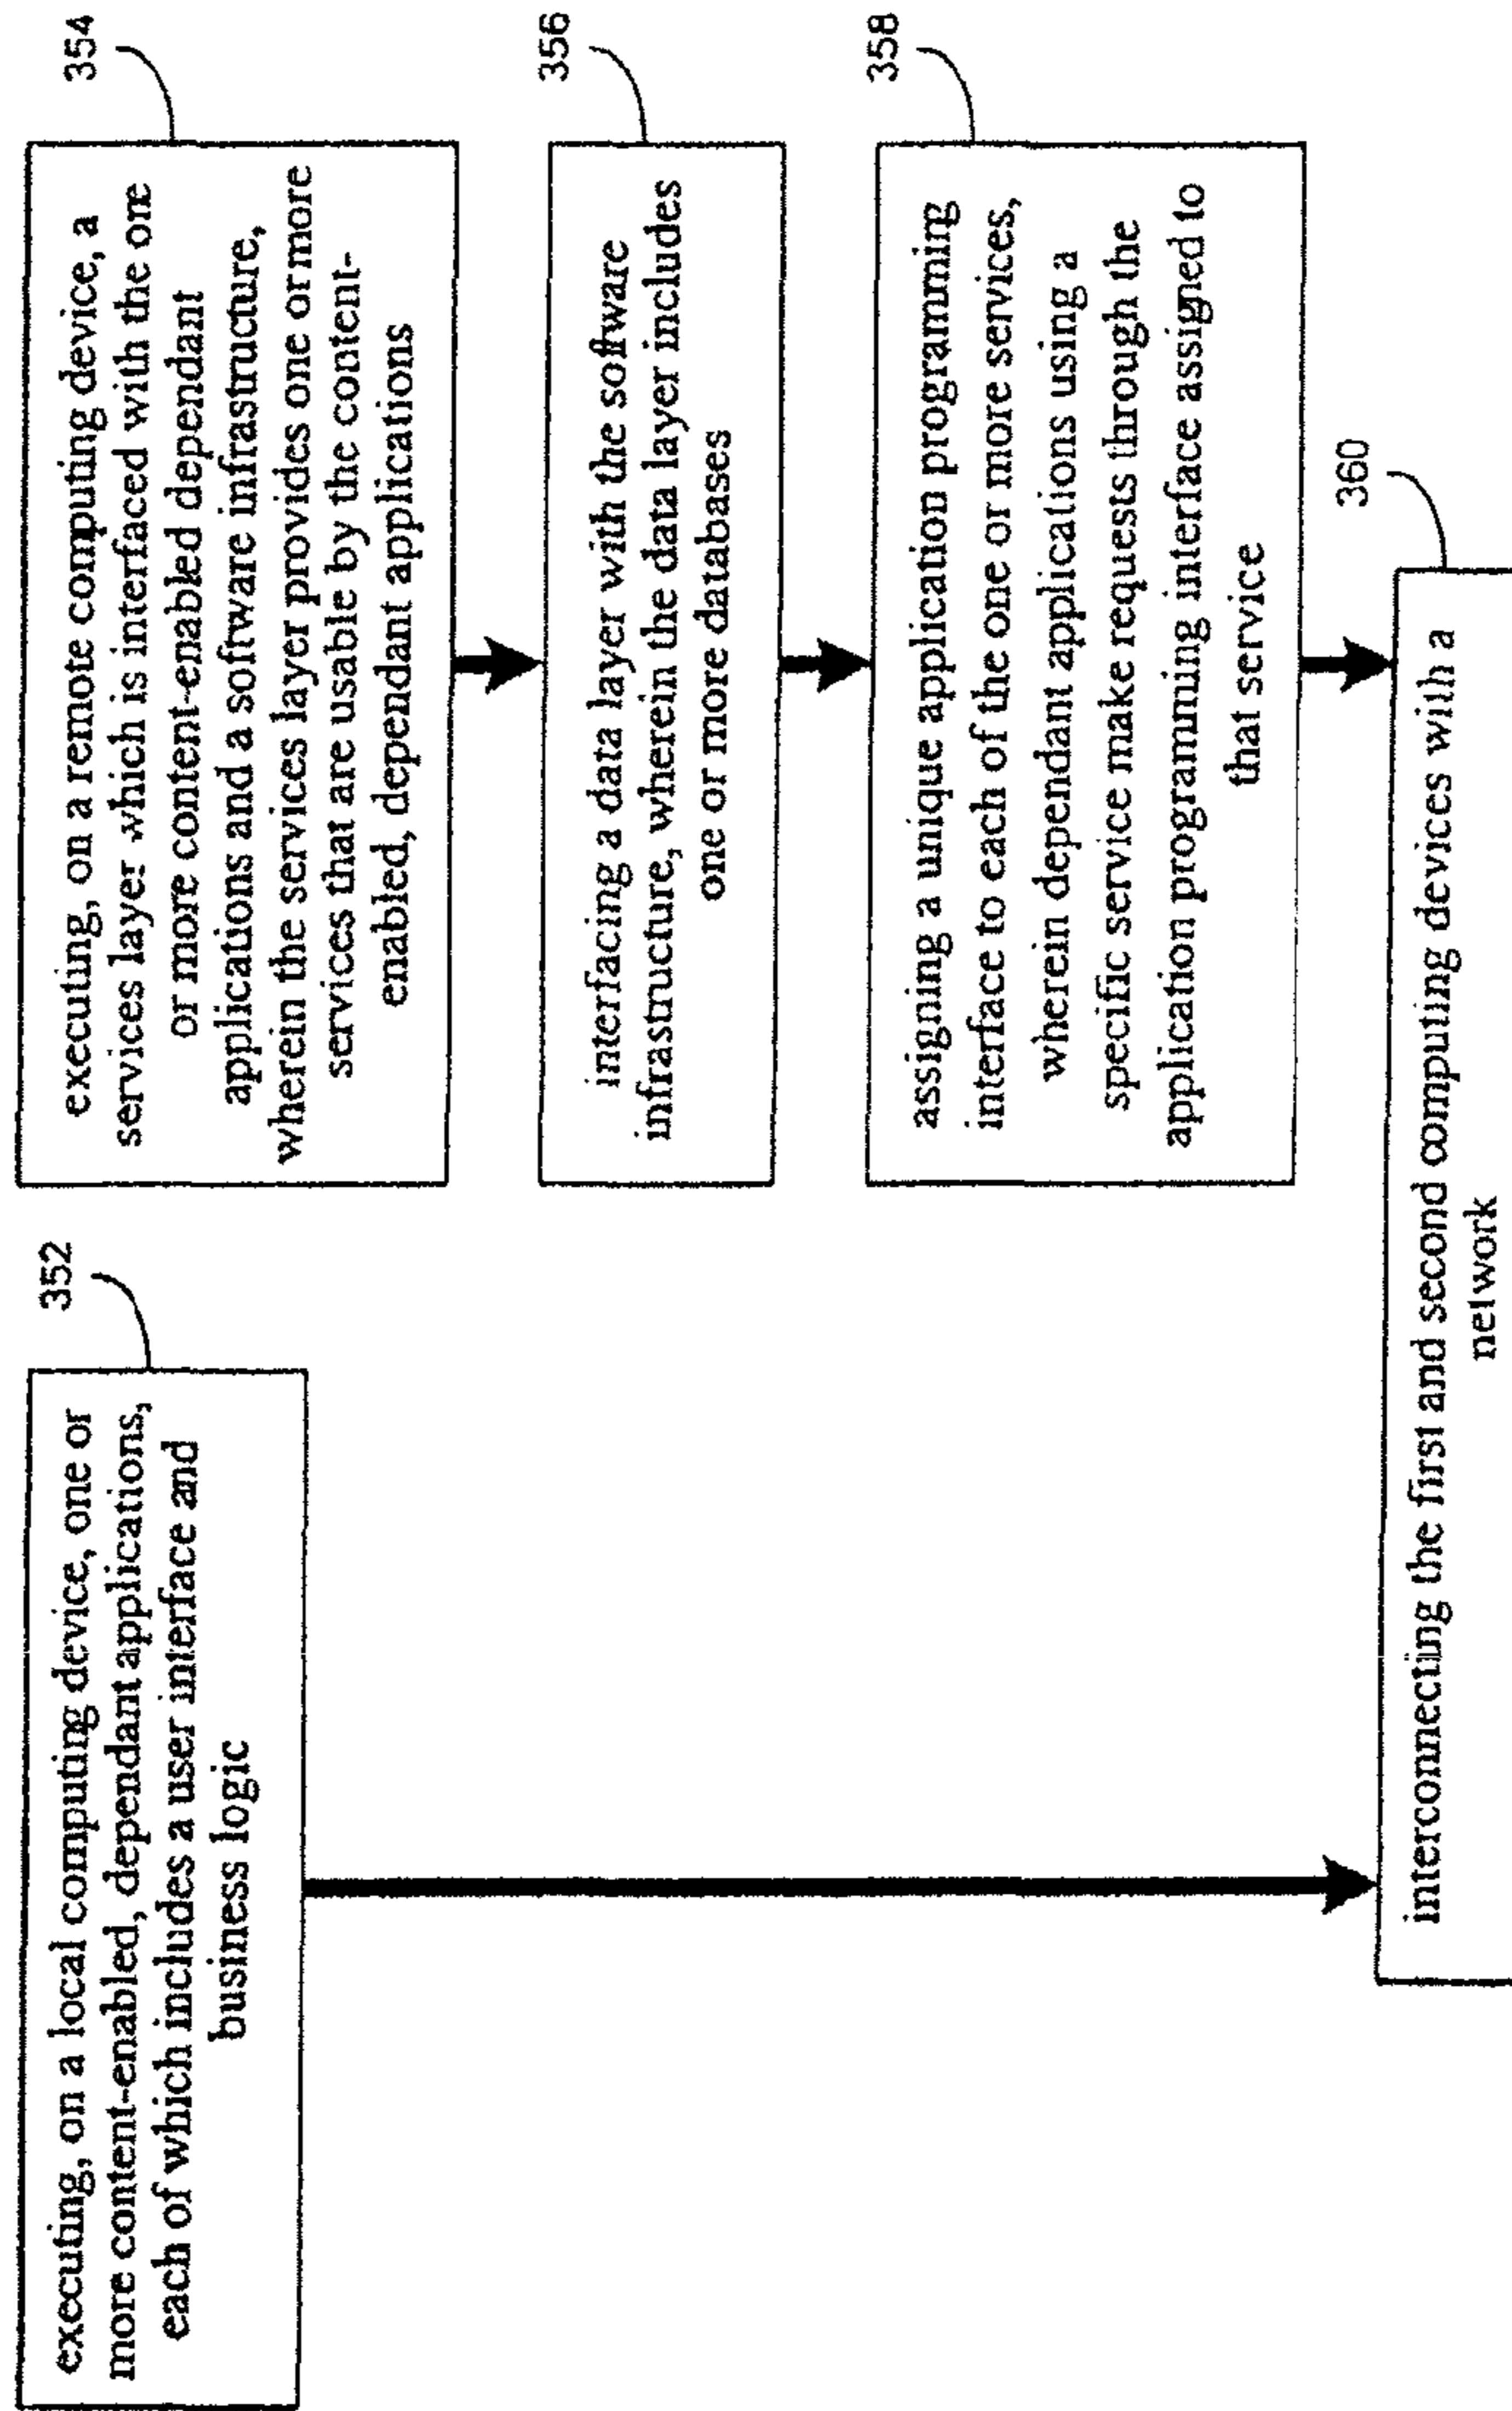 352
executing, on a local computing device, one or
more content-enabled, dependant applications,
each of which includes a user interface and
business logic
354
executing, on a remote computing device, a
services layer which is interfaced with the one
or more content-enabled dependant
applications and a software infrastructure,
wherein the services layer provides one or more
services that are usable by the content-
enabled, dependant applications
356
interfacing a data layer with the software
infrastructure, wherein the data layer includes
one or more databases
358
assigning a unique application programming
interface to each of the one or more services,
wherein dependant applications using a
specific service make requests through the
application programming interface assigned to
that service
360
interconnecting the first and second computing devices with a
network